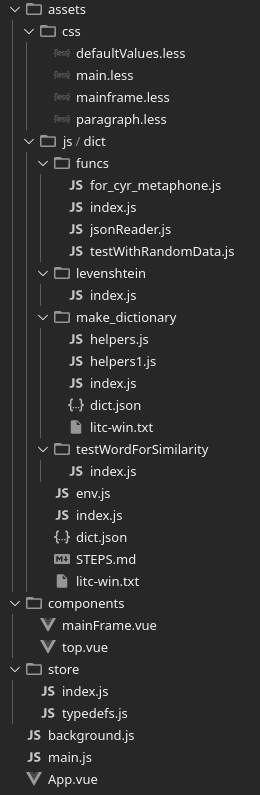 assets
css
defaultValues.less
main.less
mainframe.less
paragraph.less
js / dict
funcs
JS for_cyr_metaphone.js
JS index.js
JS jsonReader.js
JS testWithRandomData.js
levenshtein
JS index.js
make_dictionary
JS helpers.js
JS helpers1.js
JS index.js
{..} dict.json
litc-win.txt
testWordForSimilarity
JS index.js
JS env.js
JS index.js
{..} dict.json
STEPS.md
litc-win.txt
components
mainFrame.vue
top.vue
store
JS index.js
JS typedefs.js
JS background.js
JS main.js
App.vue